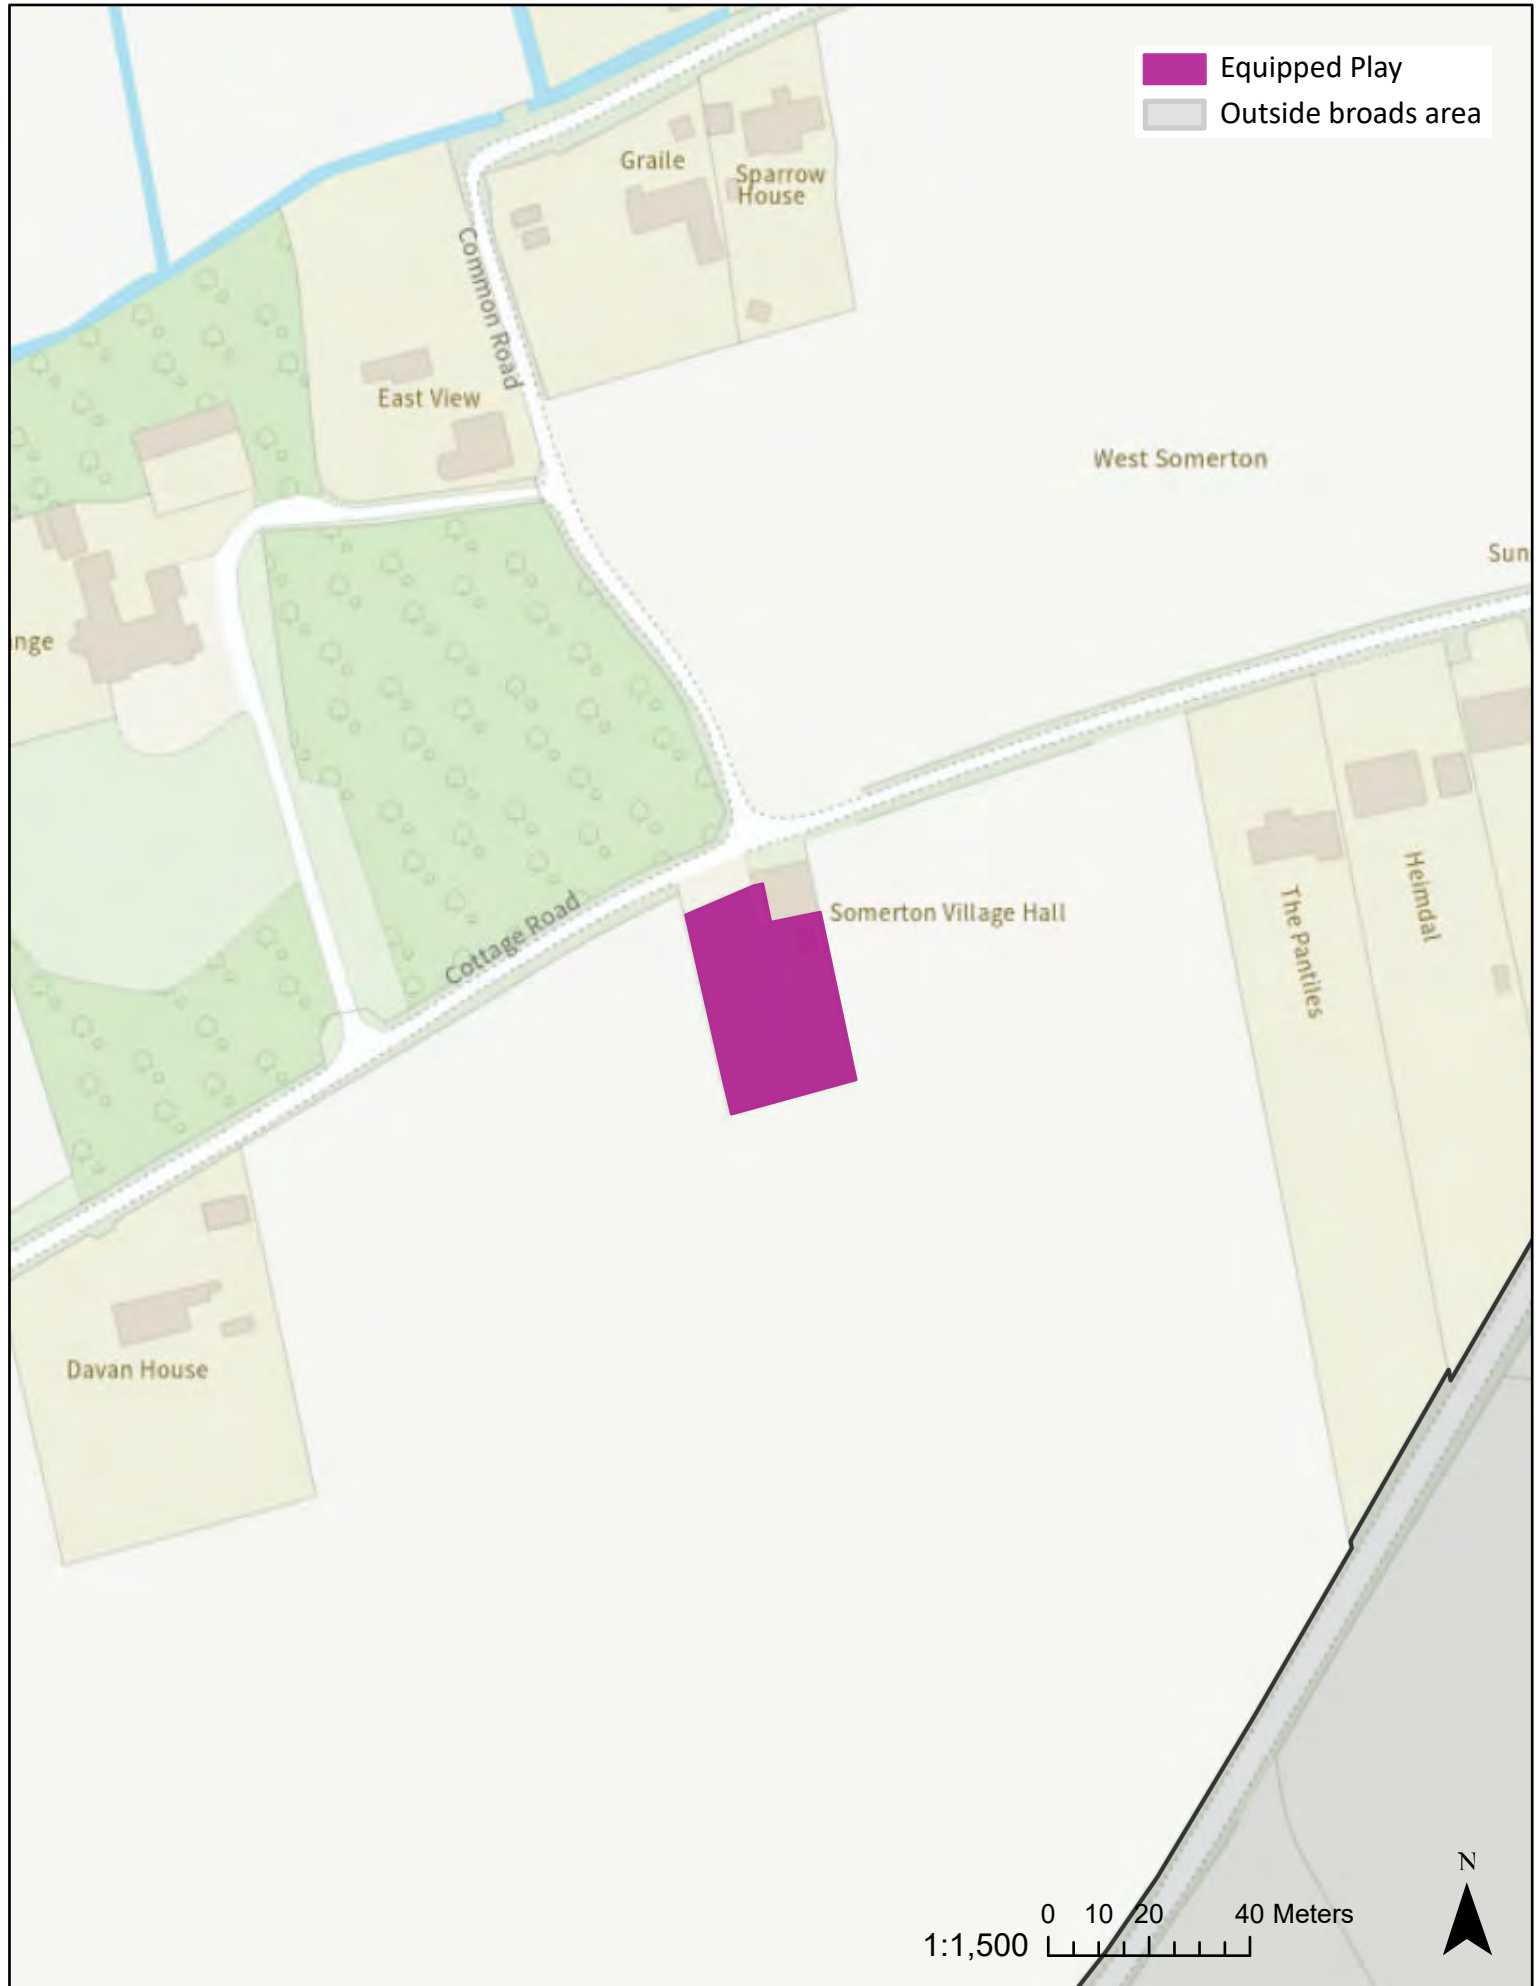 Equipped Play
Outside broads area
Graile
Sparrow
House
Common Road
East View
West Somerton
Sun
nge
Somerton Village Hall
Cottage Road
The Pantiles
Heimdal
Davan House
N
0 10 20 40 Meters
1:1,500